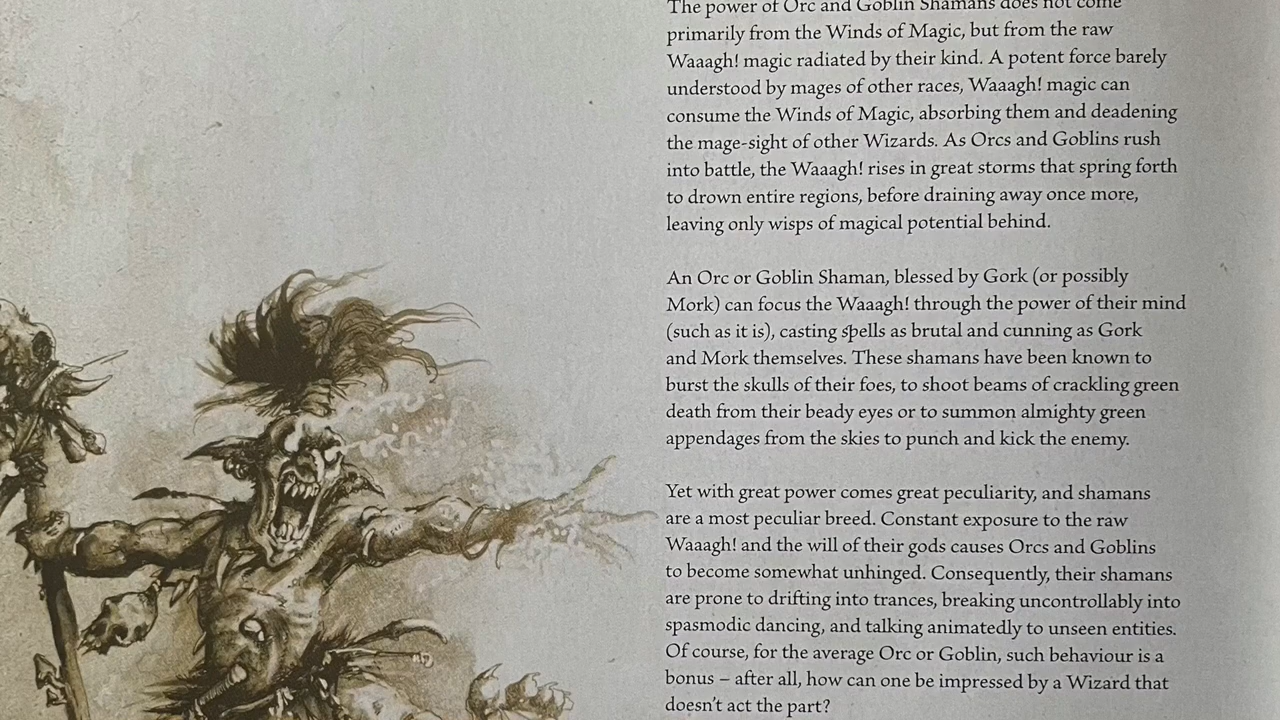 The power of Orc and Goblin Shamans does not come
primarily from the Winds of Magic, but from the raw
Waaagh! magic radiated by their kind. A potent force barely
understood by mages of other races, Waaagh! magic can
consume the Winds of Magic, absorbing them and deadening
the mage-sight of other Wizards. As Orcs and Goblins rush
into battle, the Waaagh! rises in great storms that spring forth
to drown entire regions, before draining away once more,
leaving only wisps of magical potential behind.
An Orc or Goblin Shaman, blessed by Gork (or possibly
Mork) can focus the Waaagh! through the power of their mind
(such as it is), casting spells as brutal and cunning as Gork
and Mork themselves. These shamans have been known to
burst the skulls of their foes, to shoot beams of crackling green
death from their beady eyes or to summon almighty green
appendages from the skies to punch and kick the enemy.
Yet with great power comes great peculiarity, and shamans
are a most peculiar breed. Constant exposure to the raw
Waaagh! and the will of their gods causes Orcs and Goblins
to become somewhat unhinged. Consequently, their shamans
are prone to drifting into trances, breaking uncontrollably into
spasmodic dancing, and talking animatedly to unseen entities.
Of course, for the average Orc or Goblin, such behaviour is a
bonus – after all, how can one be impressed by a Wizard that
doesn't act the part?